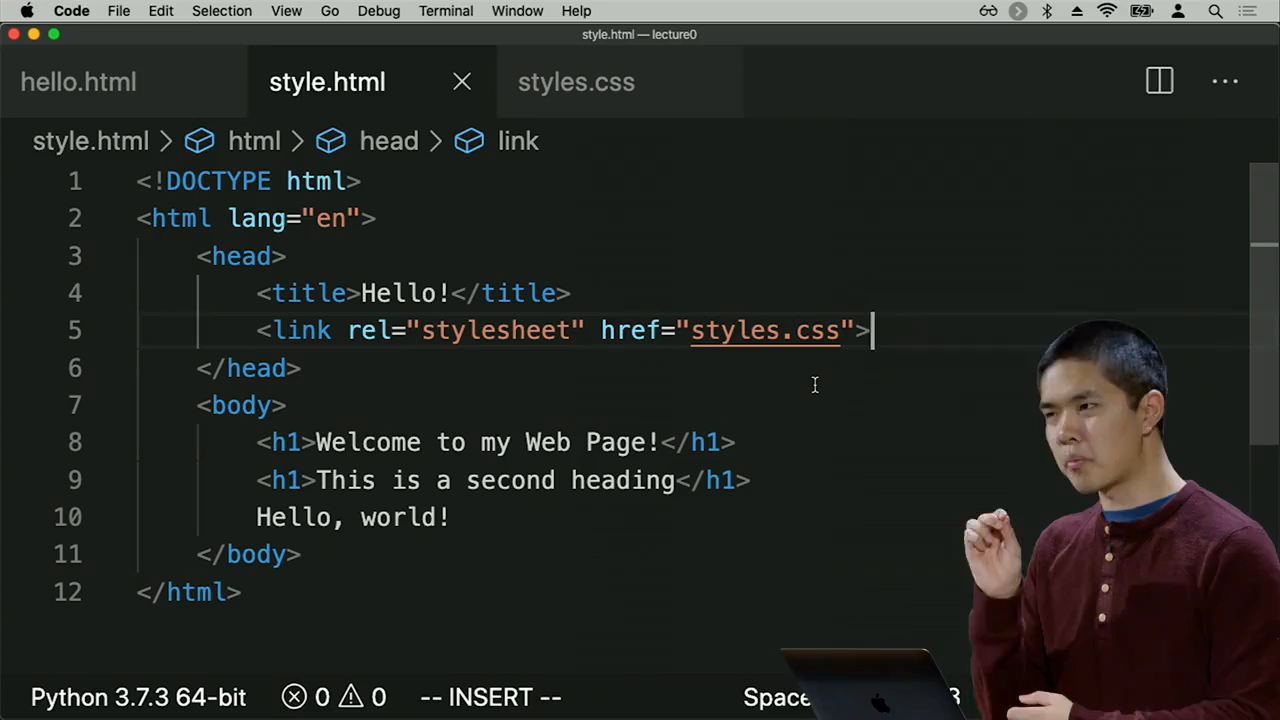 Code File Edit Selection View Go Debug Terminal Window Help
style.html — lecture0
hello.html style.html styles.css
style.html > html > head > link
1 <!DOCTYPE html>
2 <html lang="en">
3 <head>
4 <title>Hello!</title>
5 <link rel="stylesheet" href="styles.css">
6 </head>
7 <body>
8 <h1>Welcome to my Web Page!</h1>
9 <h1>This is a second heading</h1>
10 Hello, world!
11 </body>
12 </html>
Python 3.7.3 64-bit 0 0 -- INSERT --